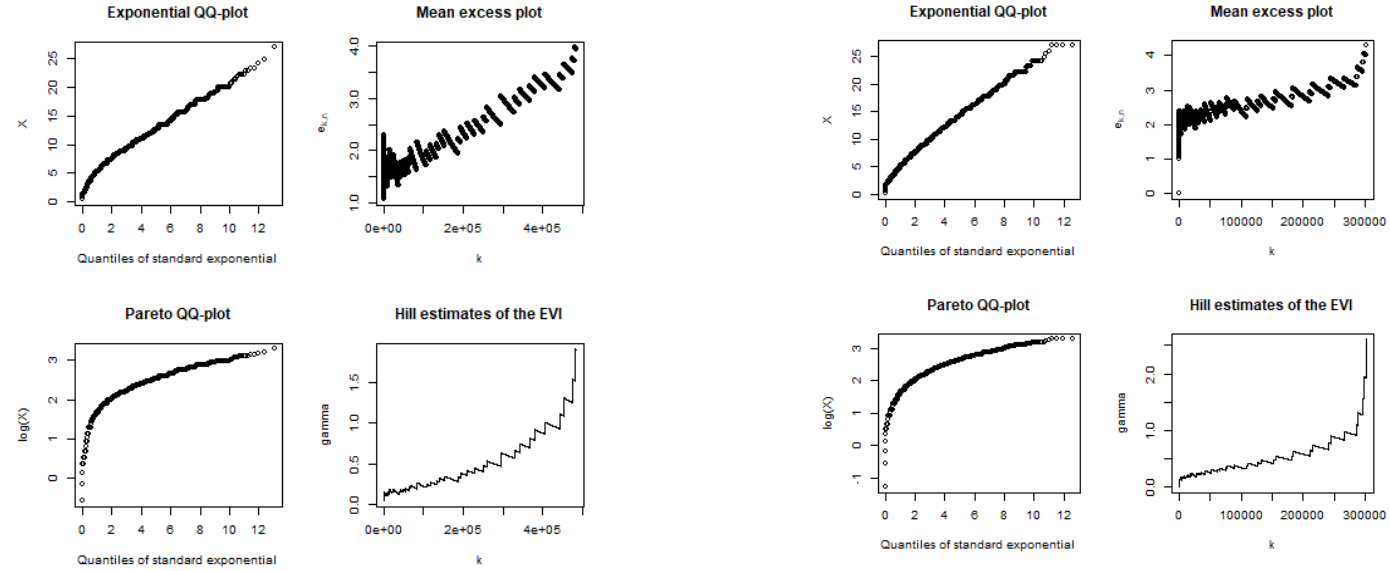 Exponential QQ-plot
X
0 5 10 15 20 25
0 2 4 6 8 10 12
Quantiles of standard exponential
Mean excess plot
e_{k,n}
1.0 2.0 3.0 4.0
0e+00 2e+05 4e+05
k
Exponential QQ-plot
X
0 5 10 15 20 25
0 2 4 6 8 10 12
Quantiles of standard exponential
Mean excess plot
e_{k,n}
0 1 2 3 4
0 100000 200000 300000
k
Pareto QQ-plot
log(X)
0 1 2 3
0 2 4 6 8 10 12
Quantiles of standard exponential
Hill estimates of the EVI
gamma
0.0 0.5 1.0 1.5
0e+00 2e+05 4e+05
k
Pareto QQ-plot
log(X)
-1 0 1 2 3
0 2 4 6 8 10 12
Quantiles of standard exponential
Hill estimates of the EVI
gamma
0.0 1.0 2.0
0 100000 200000 300000
k